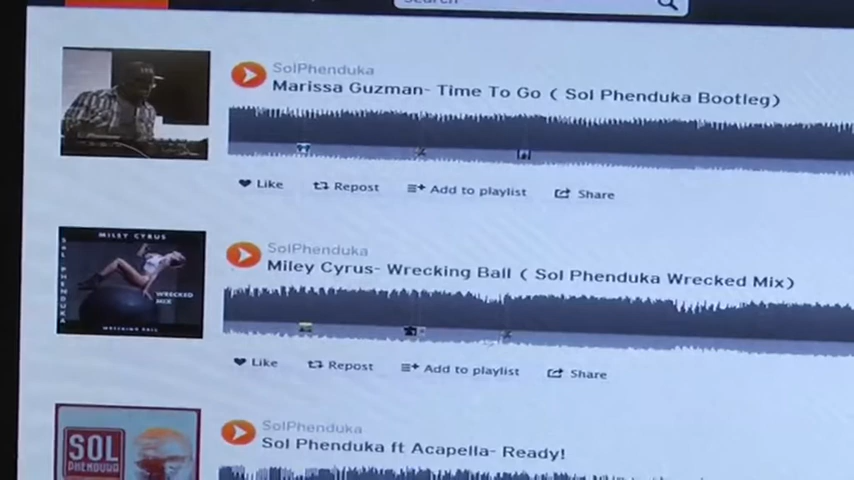 Search
SolPhenduka
Marissa Guzman- Time To Go ( Sol Phenduka Bootleg)
Like Repost Add to playlist Share
MILEY CYRUS
SOL PHENDUKA
WRECKED MIX
WRECKING BALL
SolPhenduka
Miley Cyrus- Wrecking Ball ( Sol Phenduka Wrecked Mix)
Like Repost Add to playlist Share
SOL
PHENDUKA
SolPhenduka
Sol Phenduka ft Acapella- Ready!